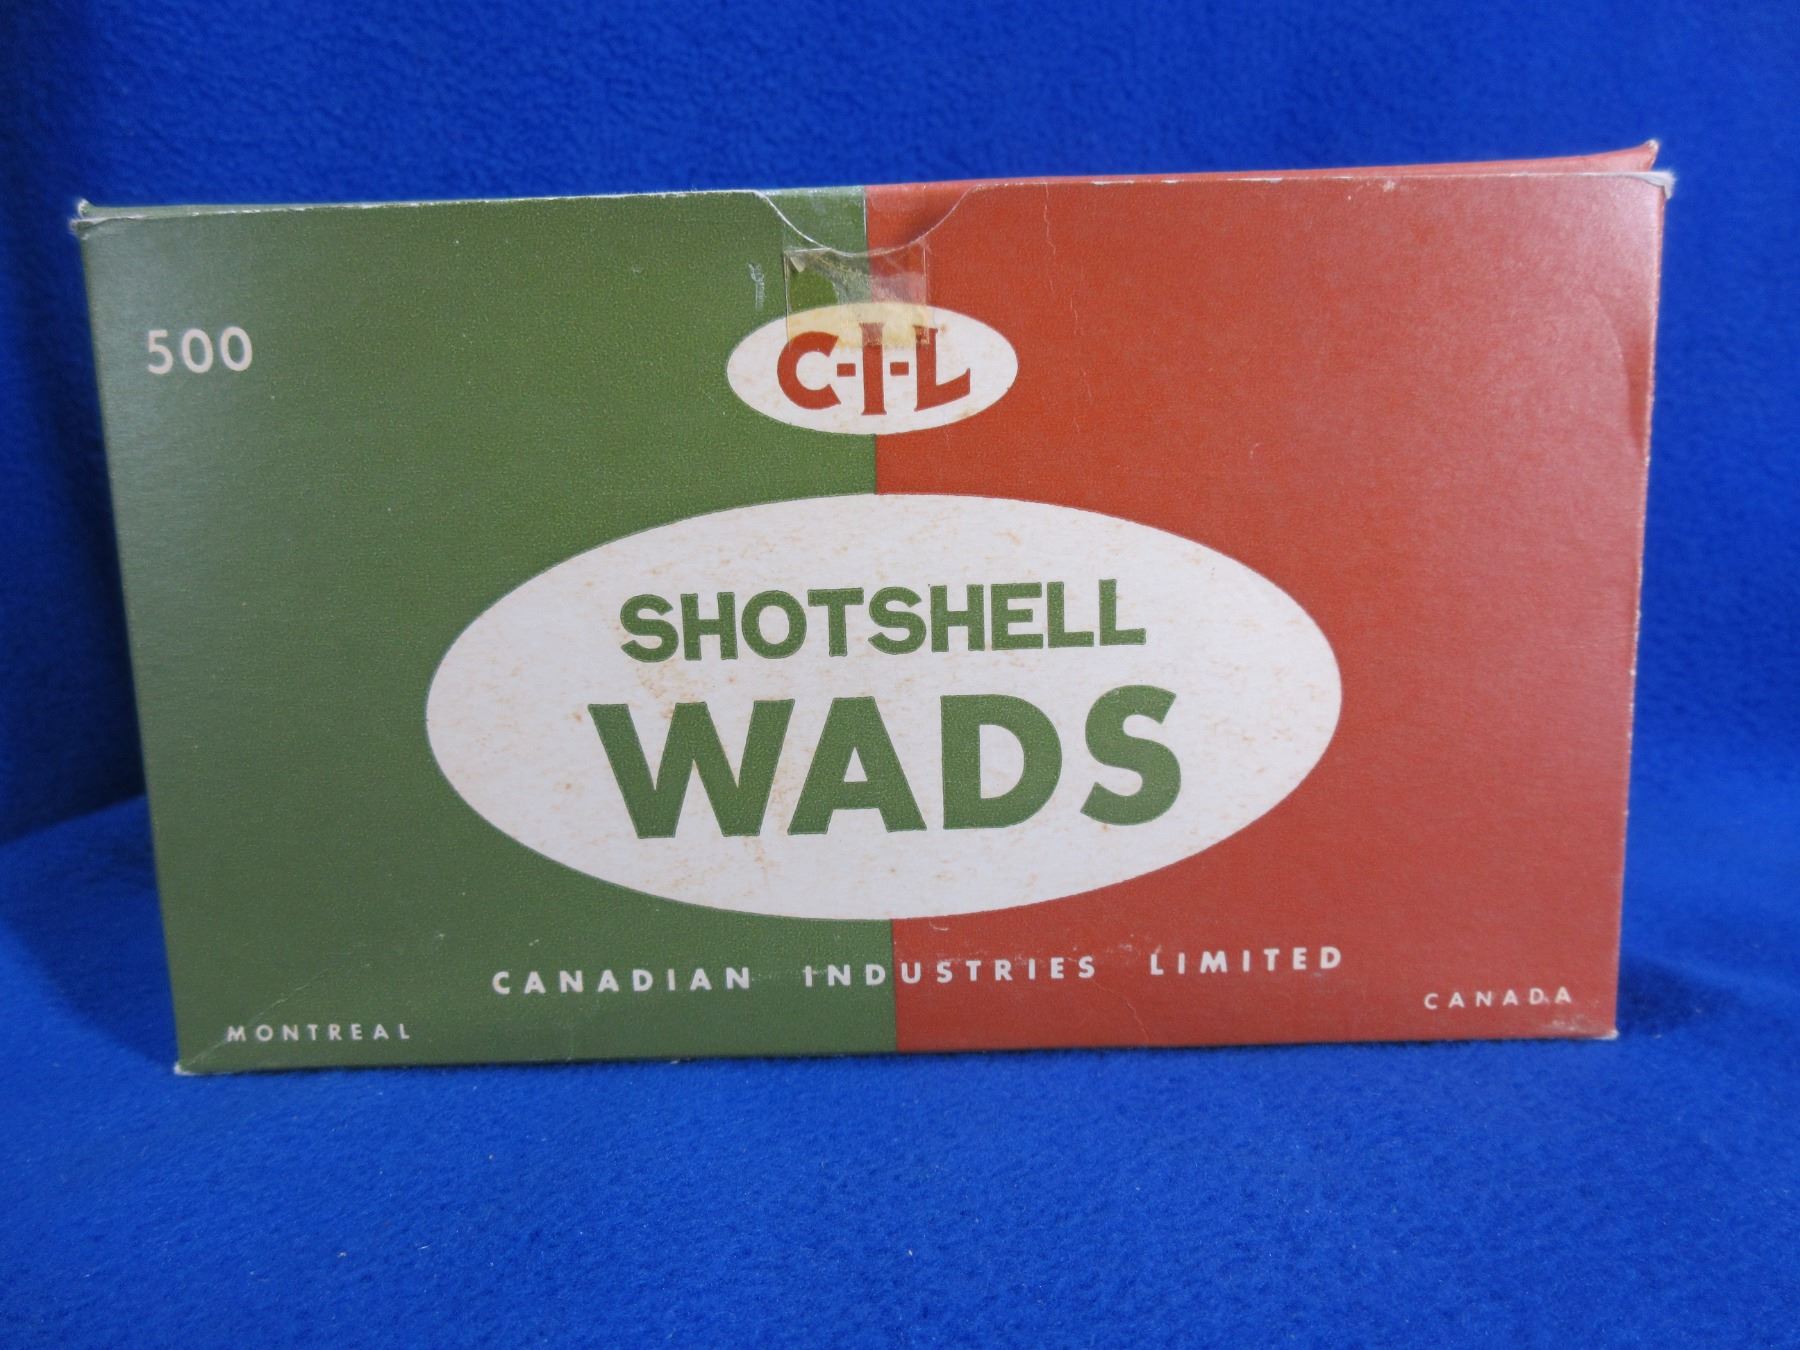 500
C-I-L
SHOTSHELL
WADS
CANADIAN INDUSTRIES LIMITED
MONTREAL
CANADA